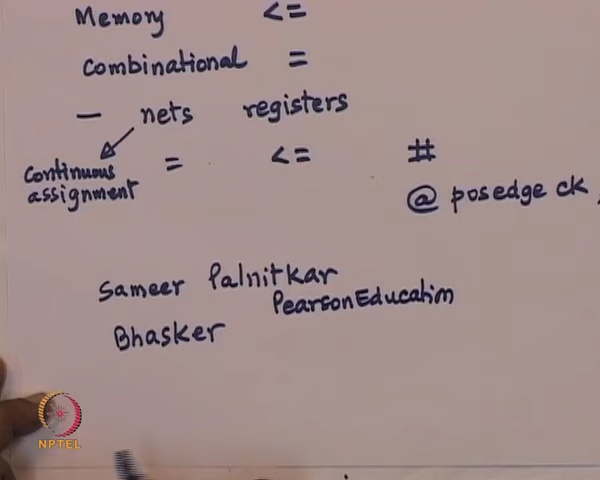 Memory <=
combinational =
— nets registers
continuous assignment = <= #
@ posedge ck,
Sameer Palnitkar
Pearson Education
Bhasker
NPTEL